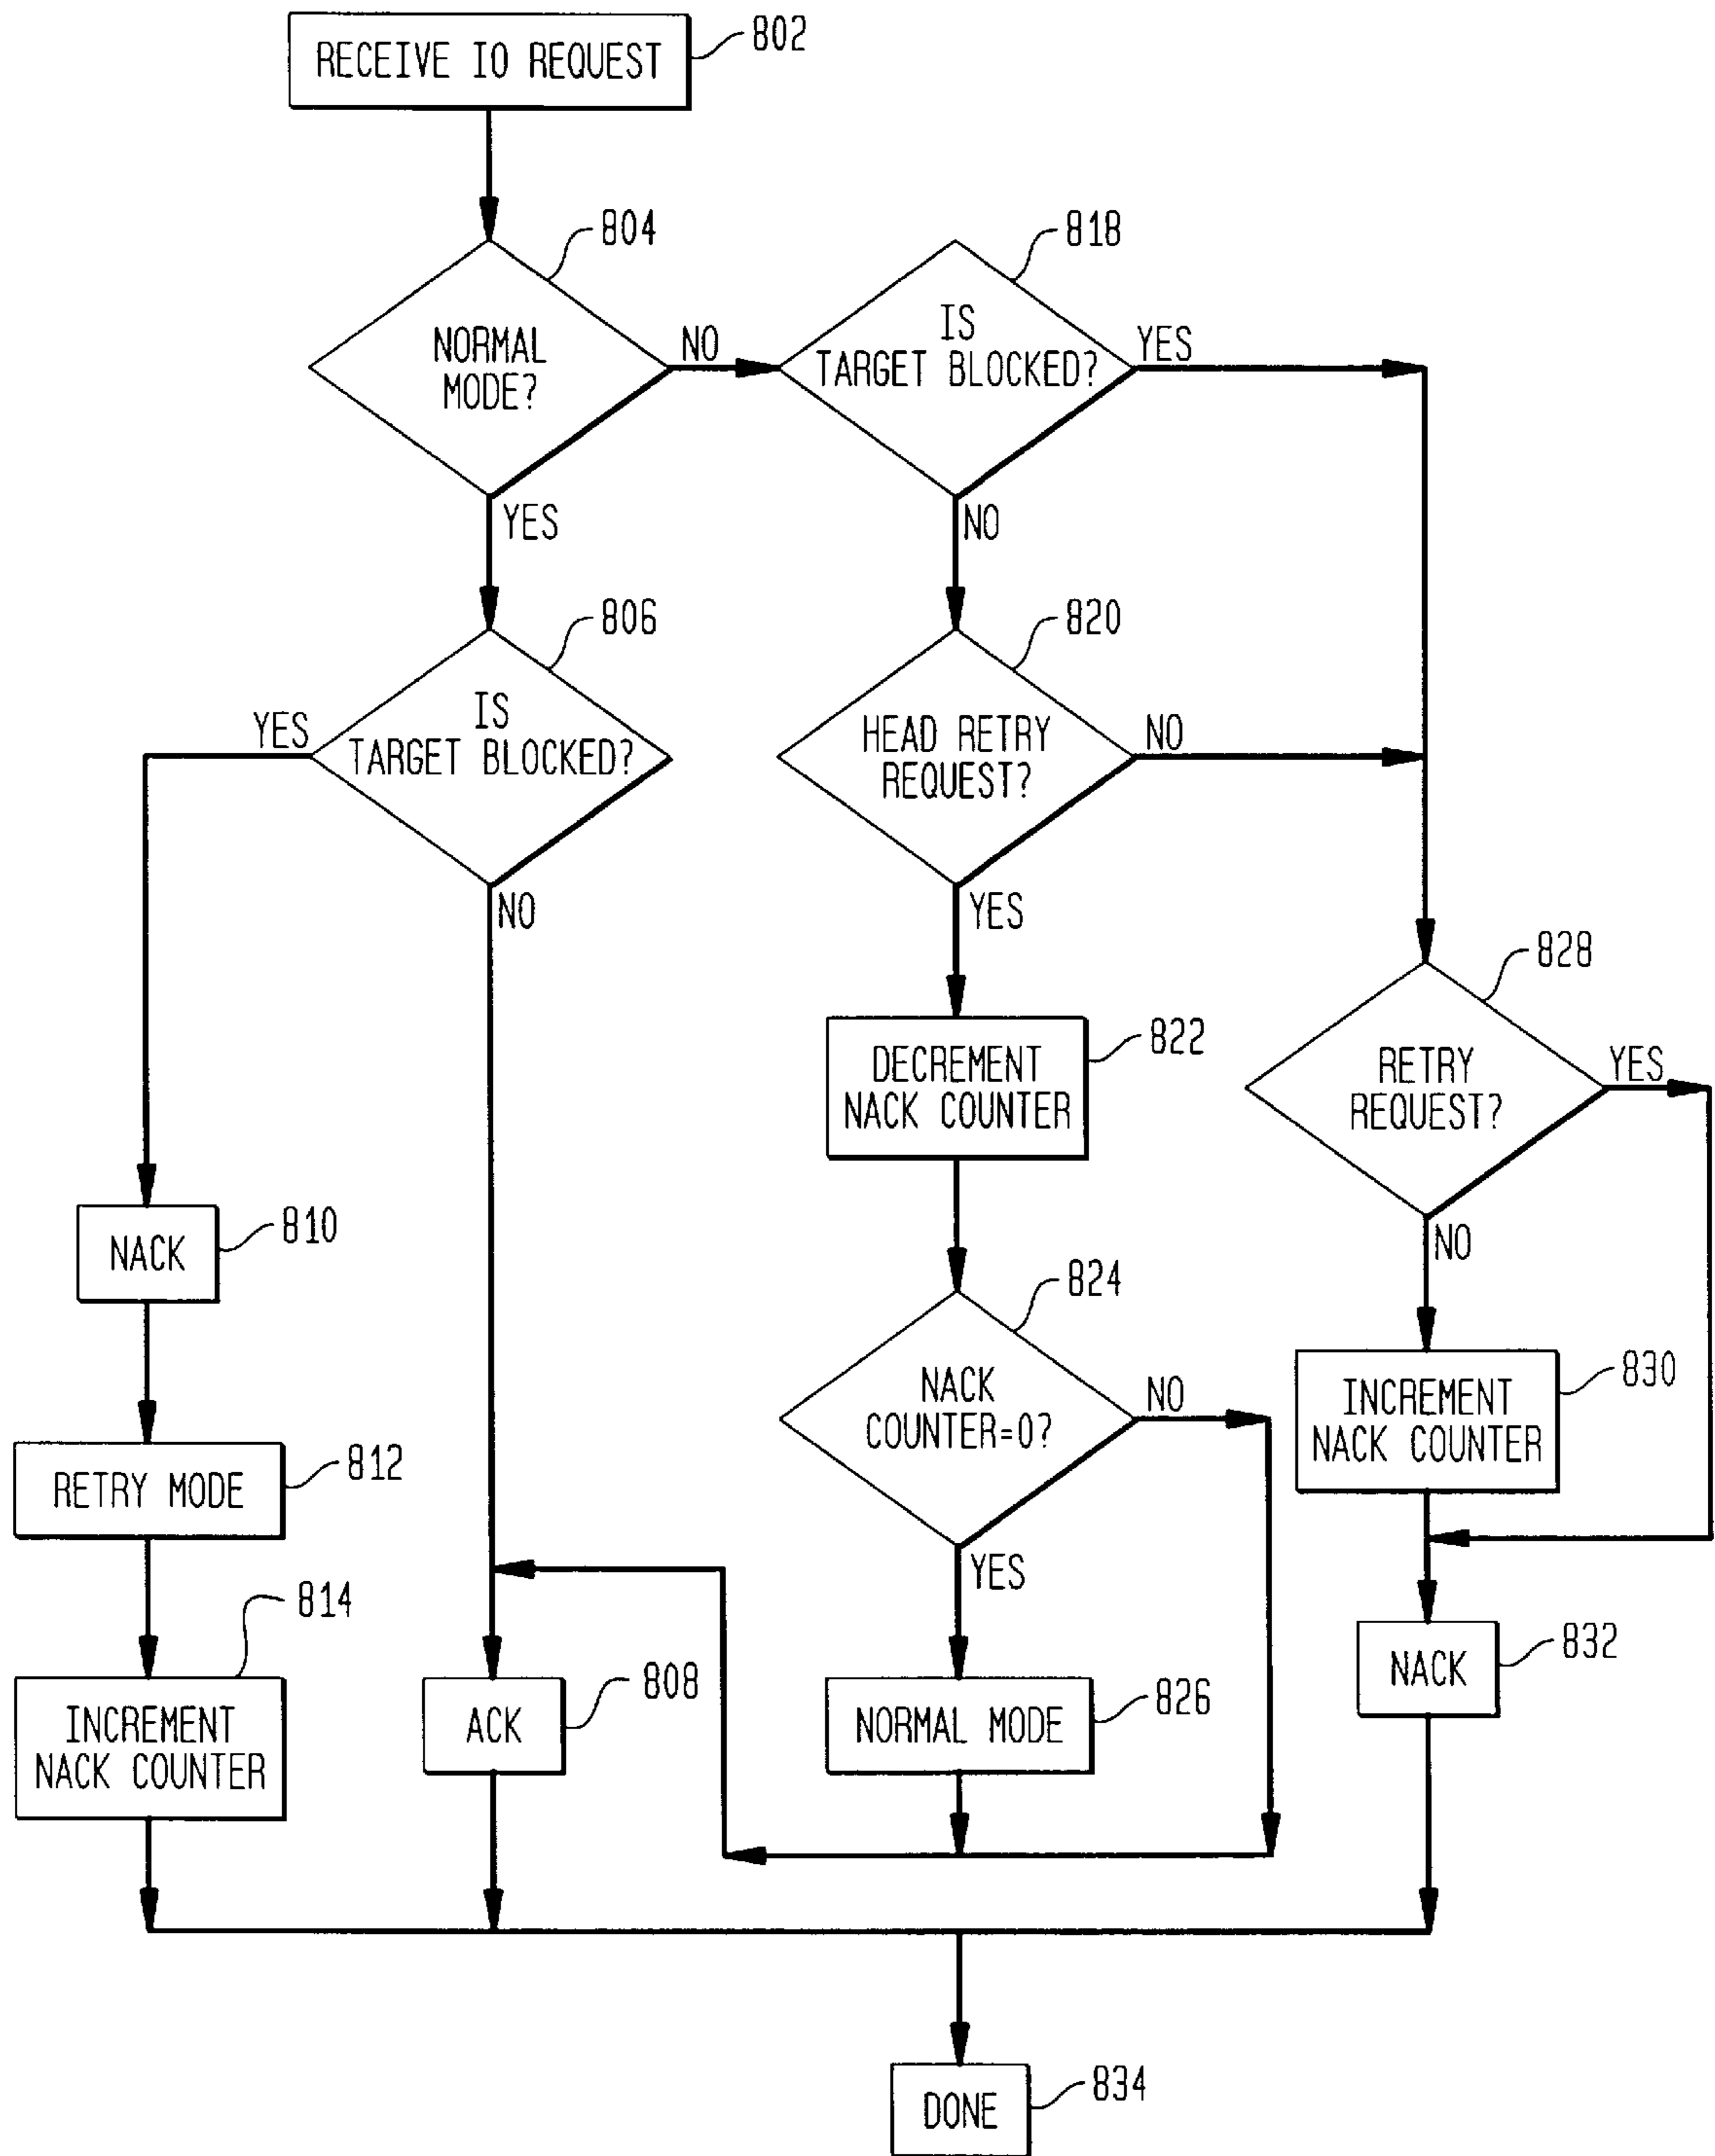 RECEIVE IO REQUEST
802
804
NORMAL
MODE?
NO
YES
818
IS
TARGET BLOCKED?
YES
NO
806
IS
TARGET BLOCKED?
YES
NO
820
HEAD RETRY
REQUEST?
NO
YES
828
RETRY
REQUEST?
YES
NO
822
DECREMENT
NACK COUNTER
810
NACK
824
NACK
COUNTER=0?
NO
YES
830
INCREMENT
NACK COUNTER
812
RETRY MODE
814
INCREMENT
NACK COUNTER
808
ACK
826
NORMAL MODE
832
NACK
834
DONE